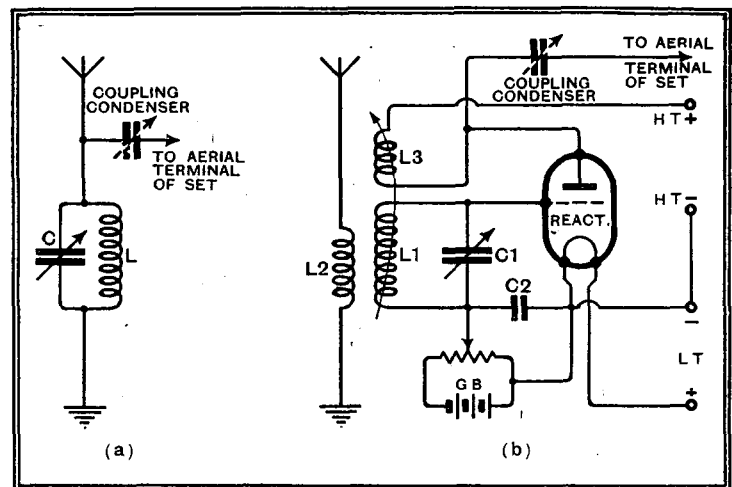 COUPLING
CONDENSER
TO AERIAL
TERMINAL
OF SET
C
L
(a)
TO AERIAL
TERMINAL
OF SET
COUPLING
CONDENSER
HT+
L3
HT-
REACT.
L2
L1
C1
C2
-
LT
GB
+
(b)